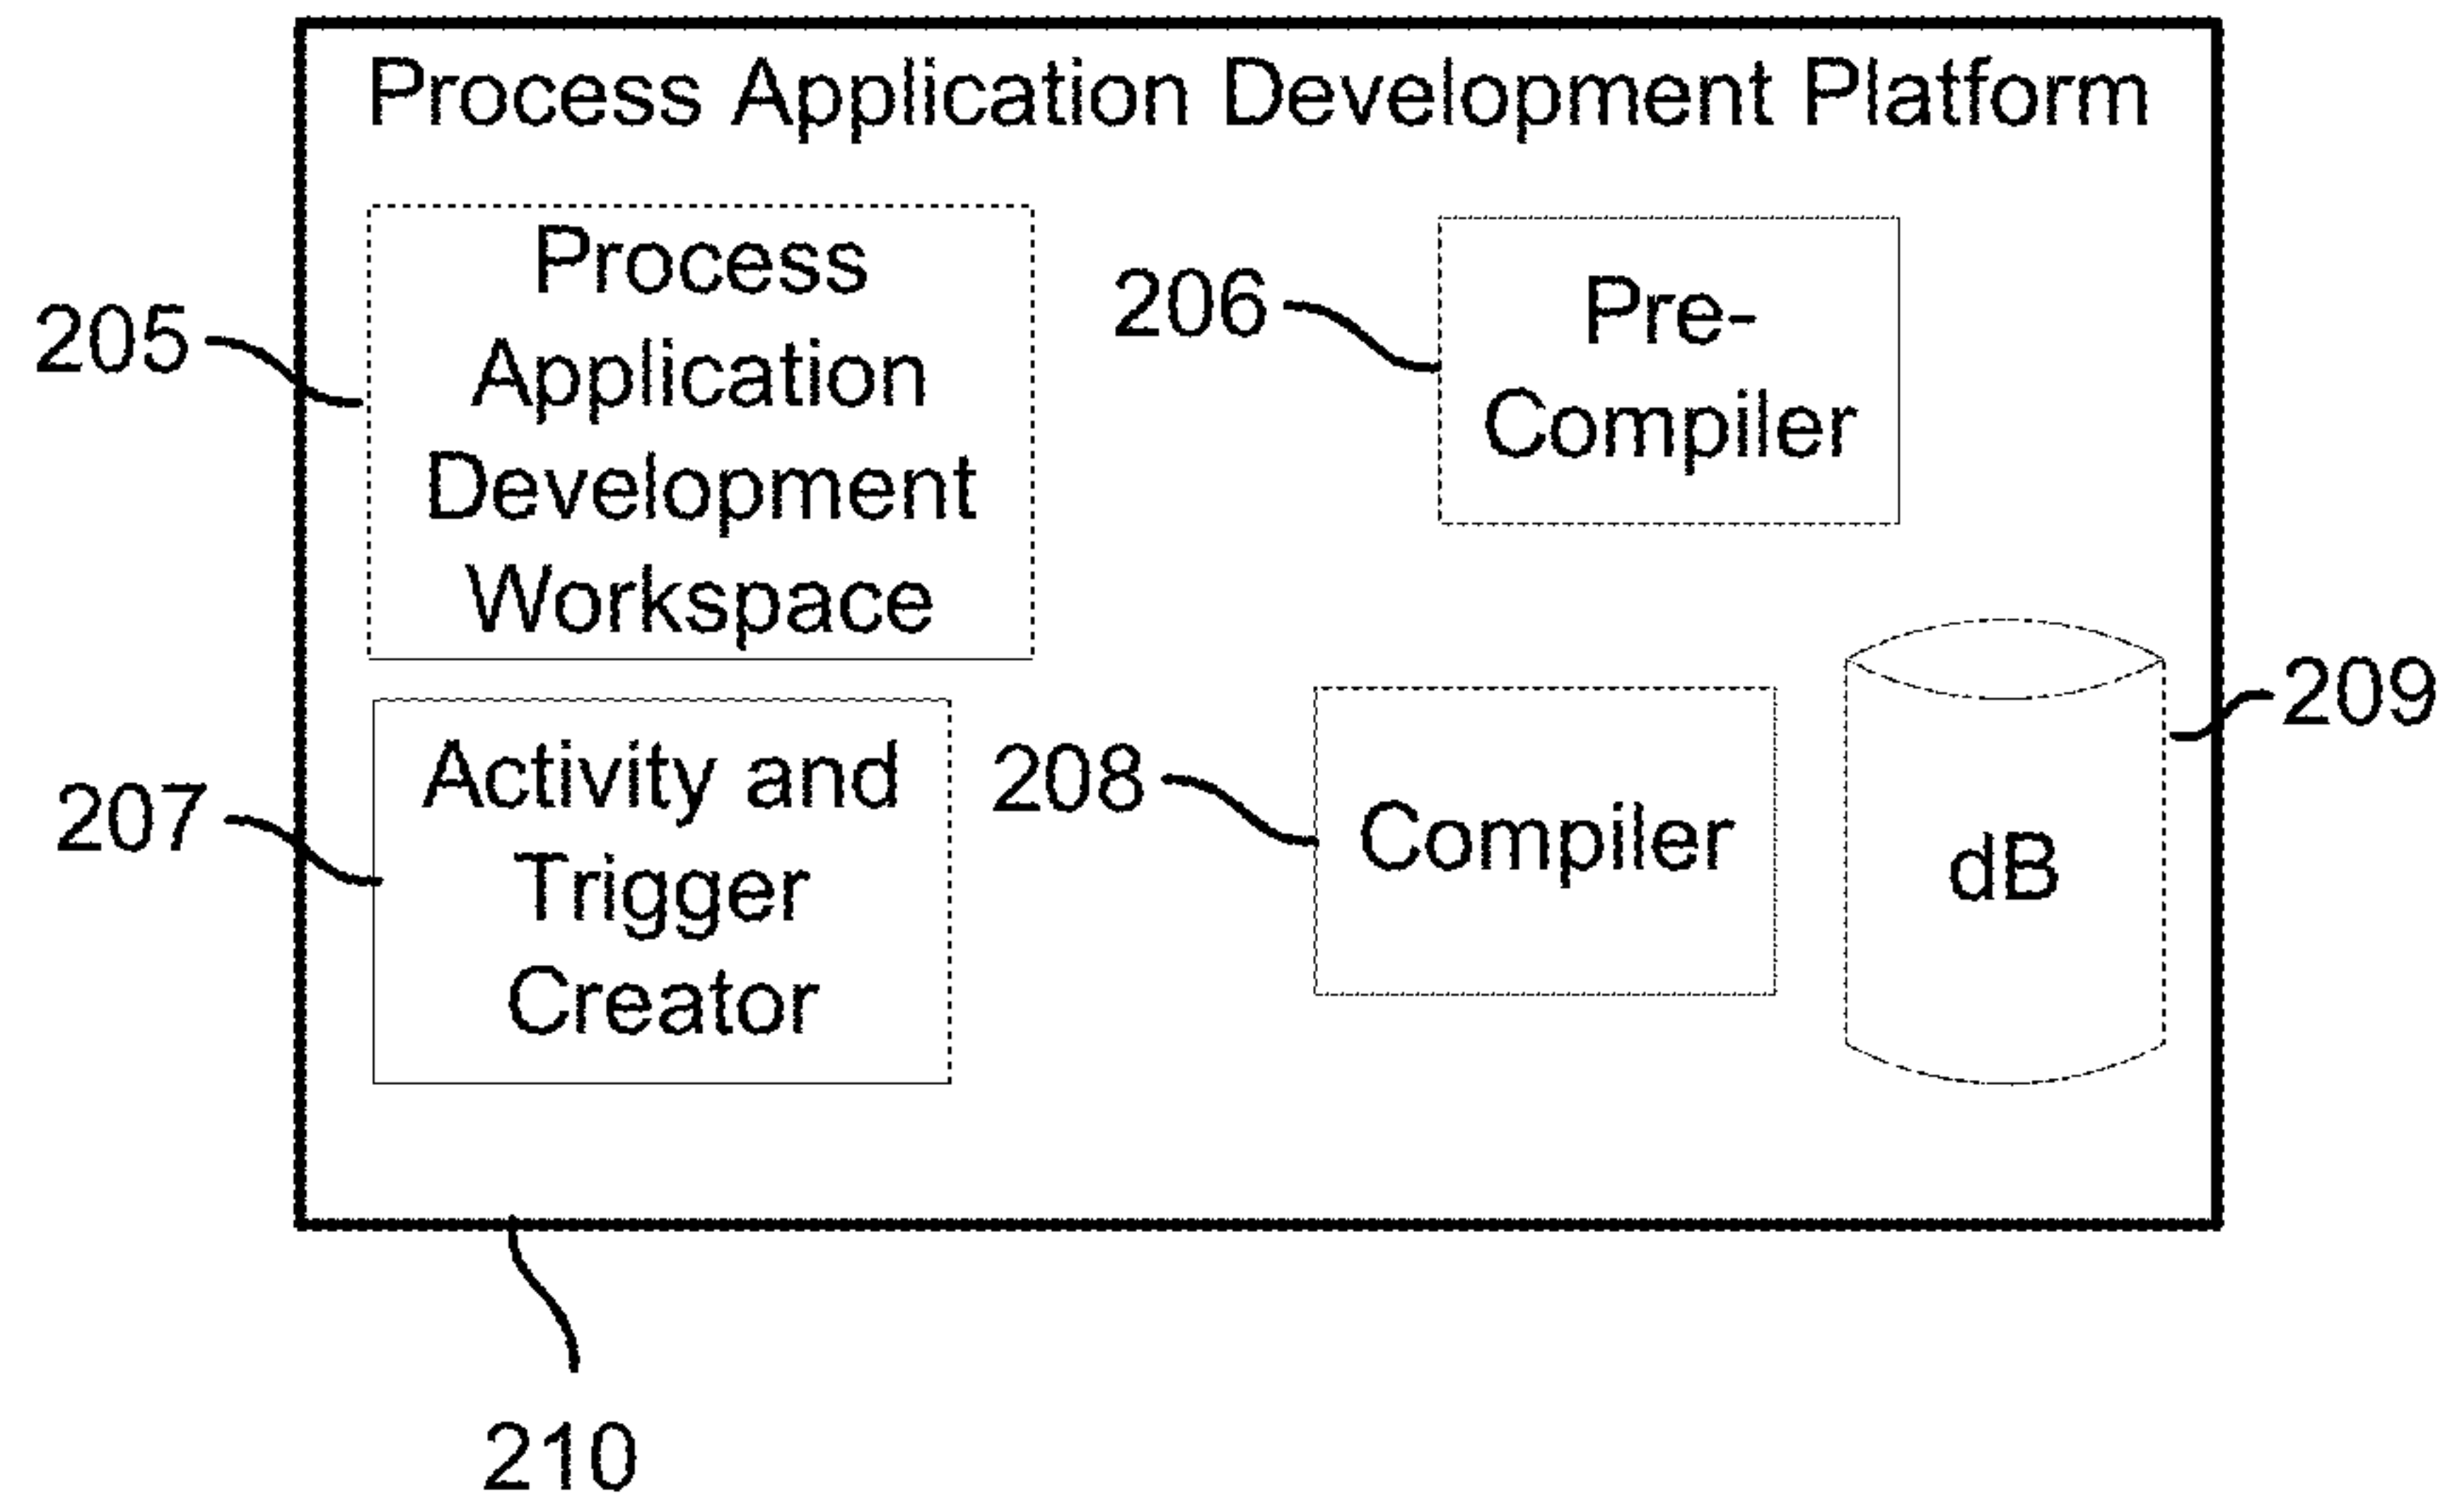 Process Application Development Platform
205
Process
Application
Development
Workspace
206
Pre-
Compiler
207
Activity and
Trigger
Creator
208
Compiler
dB
209
210